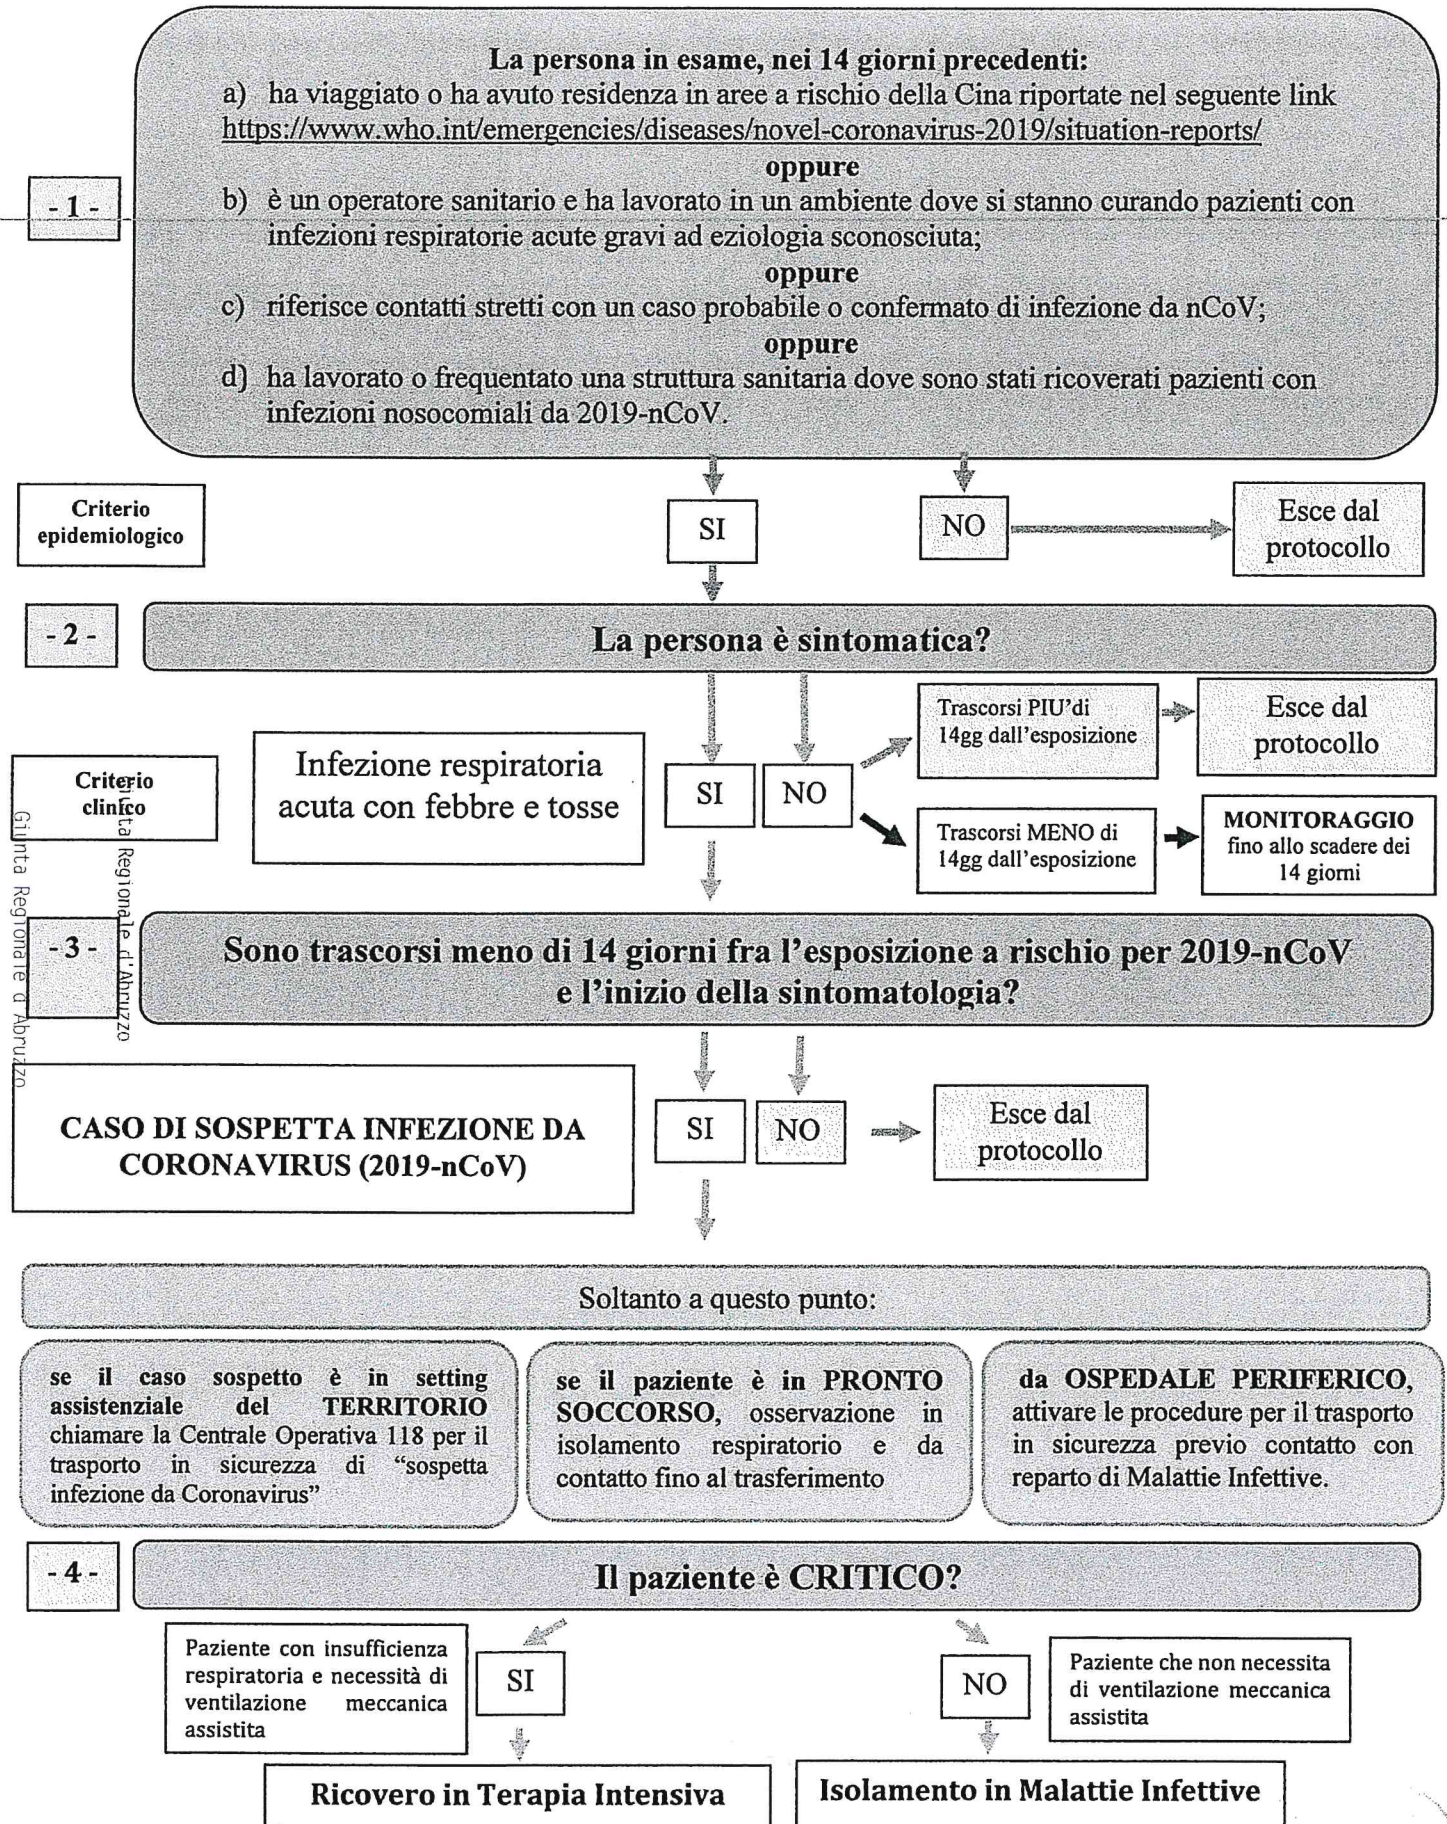 La persona in esame, nei 14 giorni precedenti:
a) ha viaggiato o ha avuto residenza in aree a rischio della Cina riportate nel seguente link
https://www.who.int/emergencies/diseases/novel-coronavirus-2019/situation-reports/
oppure
- 1 -
b) è un operatore sanitario e ha lavorato in un ambiente dove si stanno curando pazienti con
infezioni respiratorie acute gravi ad eziologia sconosciuta;
oppure
c) riferisce contatti stretti con un caso probabile o confermato di infezione da nCoV;
oppure
d) ha lavorato o frequentato una struttura sanitaria dove sono stati ricoverati pazienti con
infezioni nosocomiali da 2019-nCoV.
Criterio
epidemiologico
SI
NO
Esce dal
protocollo
- 2 -
La persona è sintomatica?
Criterio
clinico
Infezione respiratoria
acuta con febbre e tosse
SI
NO
Trascorsi PIU'di
14gg dall'esposizione
Esce dal
protocollo
Trascorsi MENO di
14gg dall'esposizione
MONITORAGGIO
fino allo scadere dei
14 giorni
Giunta Regionale d'Abruzzo
Giunta Regionale d'Abruzzo
- 3 -
Sono trascorsi meno di 14 giorni fra l'esposizione a rischio per 2019-nCoV
e l'inizio della sintomatologia?
CASO DI SOSPETTA INFEZIONE DA
CORONAVIRUS (2019-nCoV)
SI
NO
Esce dal
protocollo
Soltanto a questo punto:
se il caso sospetto è in setting
assistenziale del TERRITORIO
chiamare la Centrale Operativa 118 per il
trasporto in sicurezza di “sospetta
infezione da Coronavirus”
se il paziente è in PRONTO
SOCCORSO, osservazione in
isolamento respiratorio e da
contatto fino al trasferimento
da OSPEDALE PERIFERICO,
attivare le procedure per il trasporto
in sicurezza previo contatto con
reparto di Malattie Infettive.
- 4 -
Il paziente è CRITICO?
Paziente con insufficienza
respiratoria e necessità di
ventilazione meccanica
assistita
SI
NO
Paziente che non necessita
di ventilazione meccanica
assistita
Ricovero in Terapia Intensiva
Isolamento in Malattie Infettive